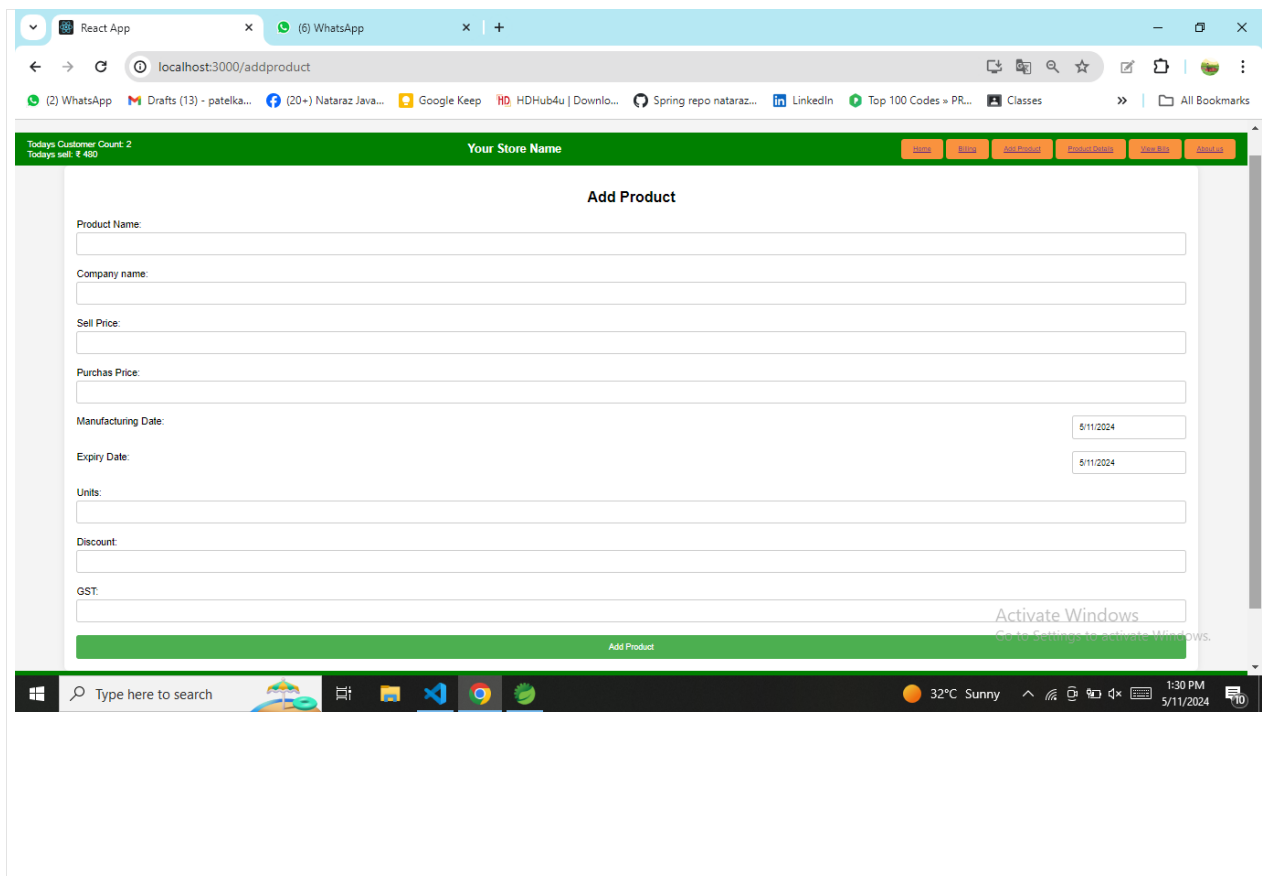 React App
(6) WhatsApp
localhost:3000/addproduct
(2) WhatsApp Drafts (13) - patelka... (20+) Nataraz Java... Google Keep HD HDHub4u | Downlo... Spring repo nataraz... in LinkedIn Top 100 Codes » PR... Classes » All Bookmarks
Todays Customer Count: 2
Todays sell: ₹ 480
Your Store Name
Home Billing Add Product Product Details View Bills About us
Add Product
Product Name:
Company name:
Sell Price:
Purchas Price:
Manufacturing Date:
5/11/2024
Expiry Date:
5/11/2024
Units:
Discount:
GST:
Activate Windows
Go to Settings to activate Windows.
Add Product
Type here to search
32°C Sunny
1:30 PM
5/11/2024
10